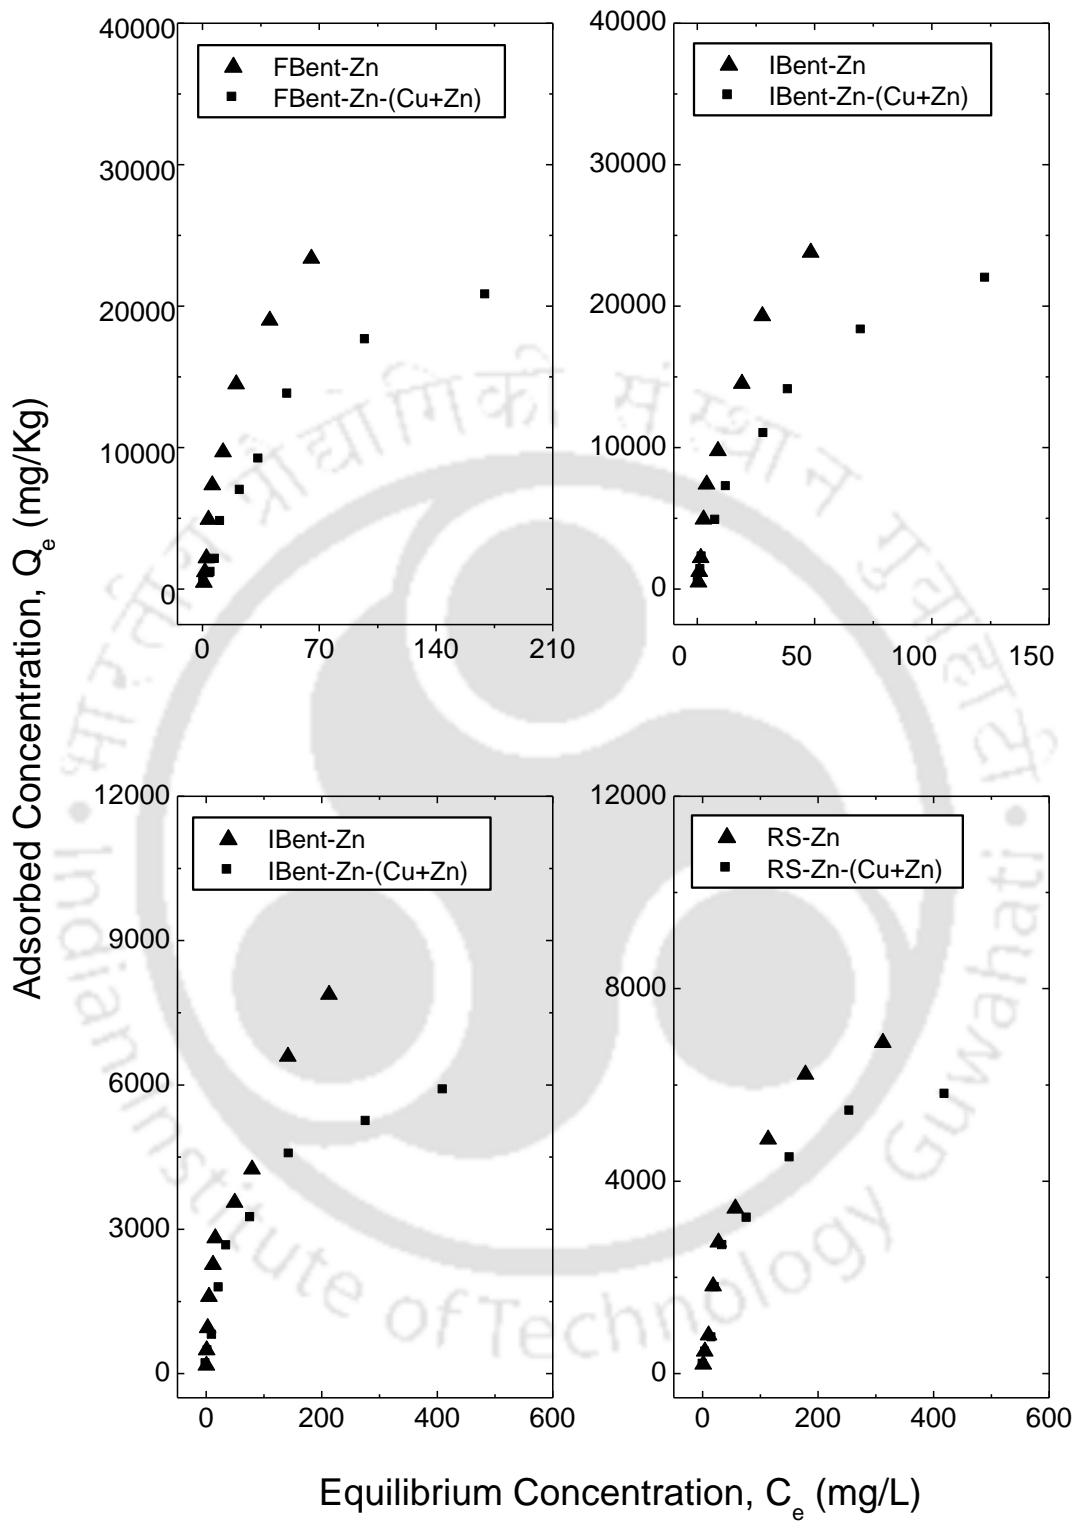 40000
30000
20000
10000
0
0
70
140
210
FBent-Zn
FBent-Zn-(Cu+Zn)
40000
30000
20000
10000
0
0
50
100
150
IBent-Zn
IBent-Zn-(Cu+Zn)
12000
9000
6000
3000
0
0
200
400
600
IBent-Zn
IBent-Zn-(Cu+Zn)
12000
8000
4000
0
0
200
400
600
RS-Zn
RS-Zn-(Cu+Zn)
Adsorbed Concentration, Qe (mg/Kg)
Equilibrium Concentration, Ce (mg/L)
भारतीय प्रौद्योगिकी संस्थान गुवाहाटी
Indian Institute of Technology Guwahati